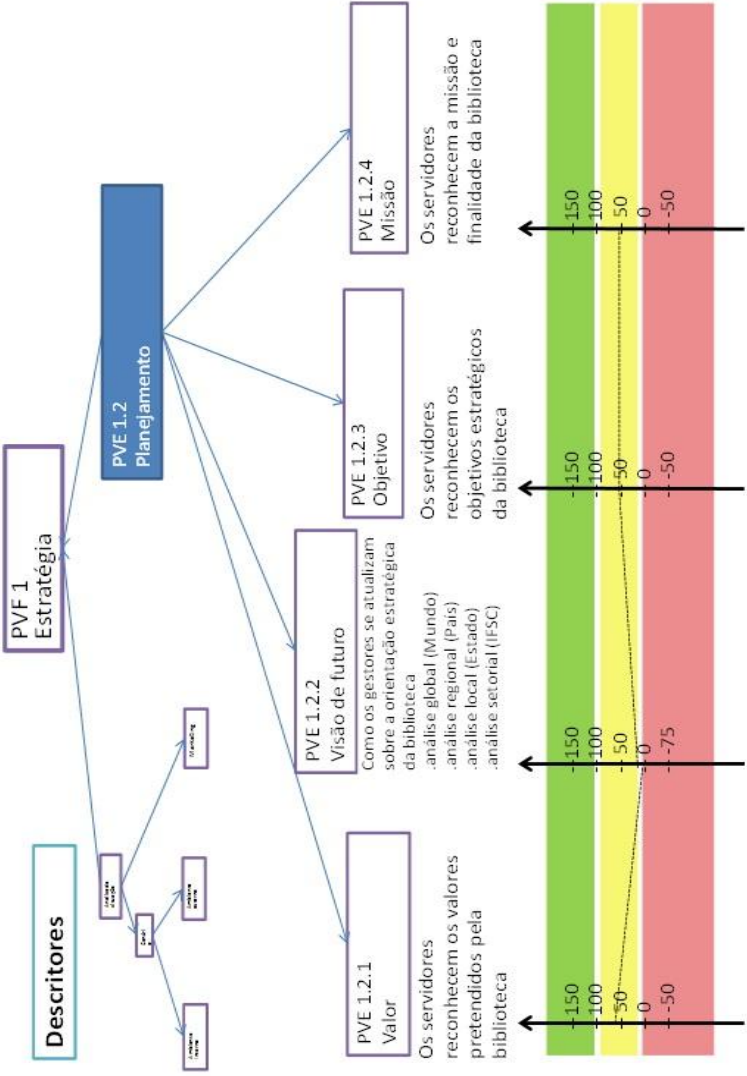 Descritores
PVF 1
Estratégia
Marketing
PVE 1.2
Planejamento
PVE 1.2.1
Valor
Os servidores
reconhecem os valores
pretendidos pela
biblioteca
PVE 1.2.2
Visão de futuro
Como os gestores se atualizam
sobre a orientação estratégica
da biblioteca
.análise global (Mundo)
.análise regional (País)
.análise local (Estado)
.análise setorial (IFSC)
PVE 1.2.3
Objetivo
Os servidores
reconhecem os
objetivos estratégicos
da biblioteca
PVE 1.2.4
Missão
Os servidores
reconhecem a missão e
finalidade da biblioteca
150
100
50
0
-50
150
100
50
0
-75
150
100
50
0
-50
150
100
50
0
-50